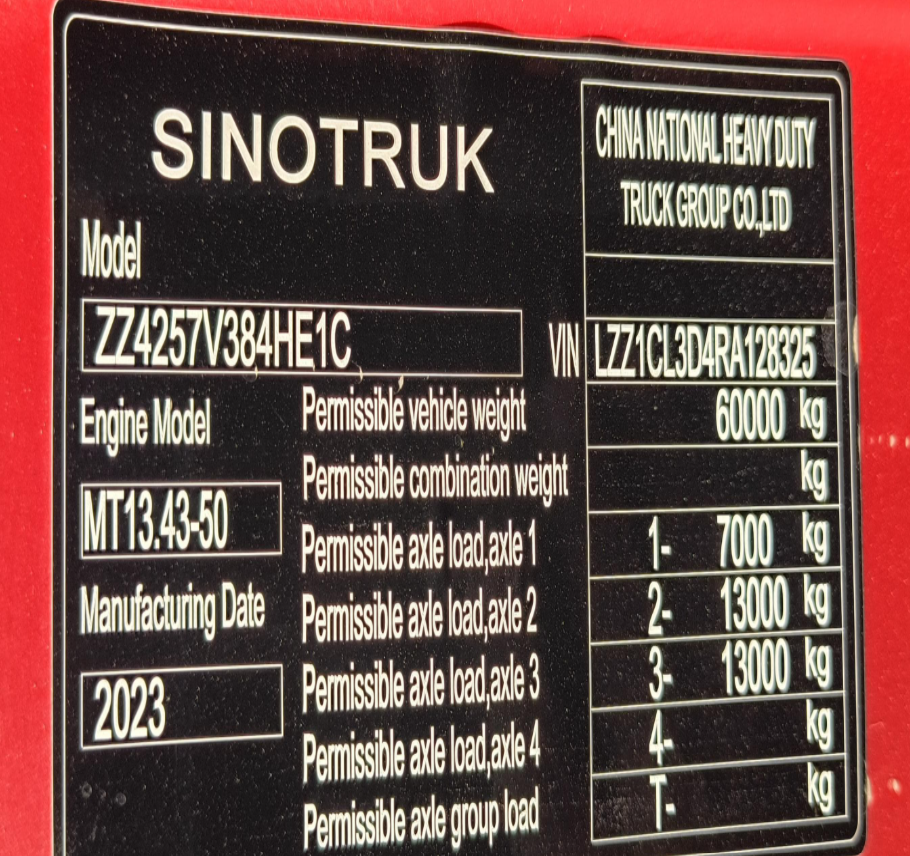 SINOTRUK
CHINA NATIONAL HEAVY DUTY
TRUCK GROUP CO.,LTD
Model
ZZ4257V384HE1C
VIN LZZ1CL3D4RA128325
Engine Model
MT13.43-50
Manufacturing Date
2023
Permissible vehicle weight 60000 kg
Permissible combination weight kg
Permissible axle load,axle 1 1- 7000 kg
Permissible axle load,axle 2 2- 13000 kg
Permissible axle load,axle 3 3- 13000 kg
Permissible axle load,axle 4 4- kg
Permissible axle group load T- kg